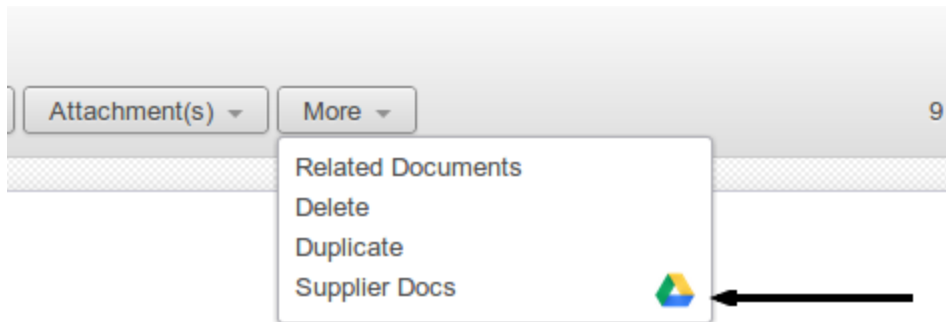 Attachment(s) More 9
Related Documents
Delete
Duplicate
Supplier Docs